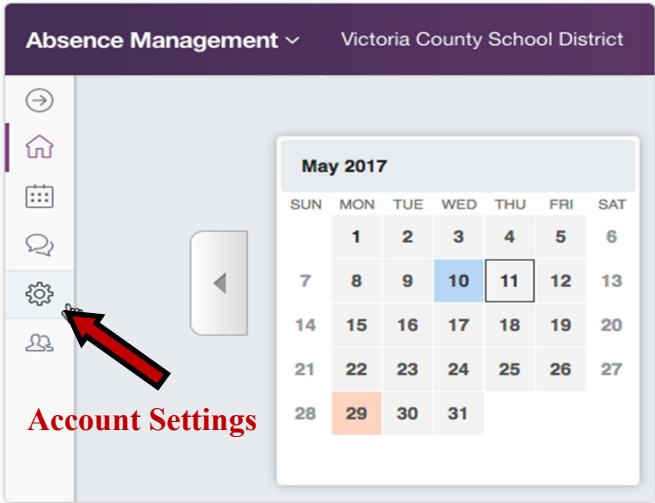 Absence Management Victoria County School District
May 2017
SUN MON TUE WED THU FRI SAT
1 2 3 4 5 6
7 8 9 10 11 12 13
14 15 16 17 18 19 20
21 22 23 24 25 26 27
28 29 30 31
Account Settings